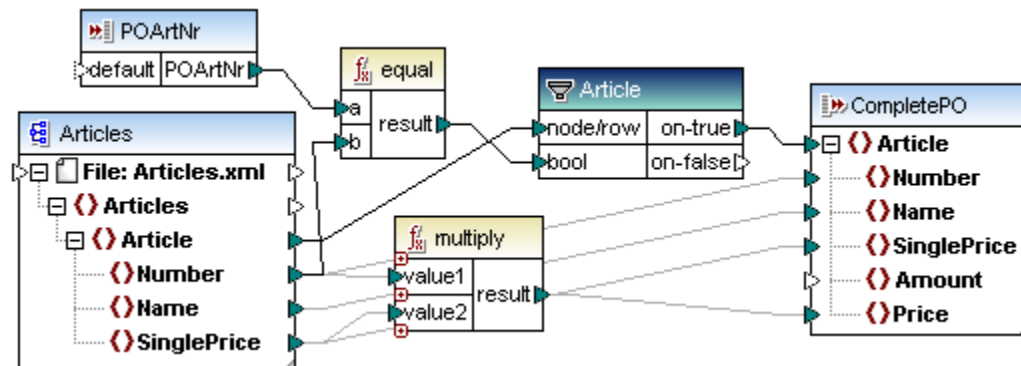 POArtNr
default POArtNr
equal
a
b
result
Article
node/row on-true
bool on-false
CompletePO
Article
Number
Name
SinglePrice
Amount
Price
Articles
File: Articles.xml
Articles
Article
Number
Name
SinglePrice
multiply
value1
value2
result